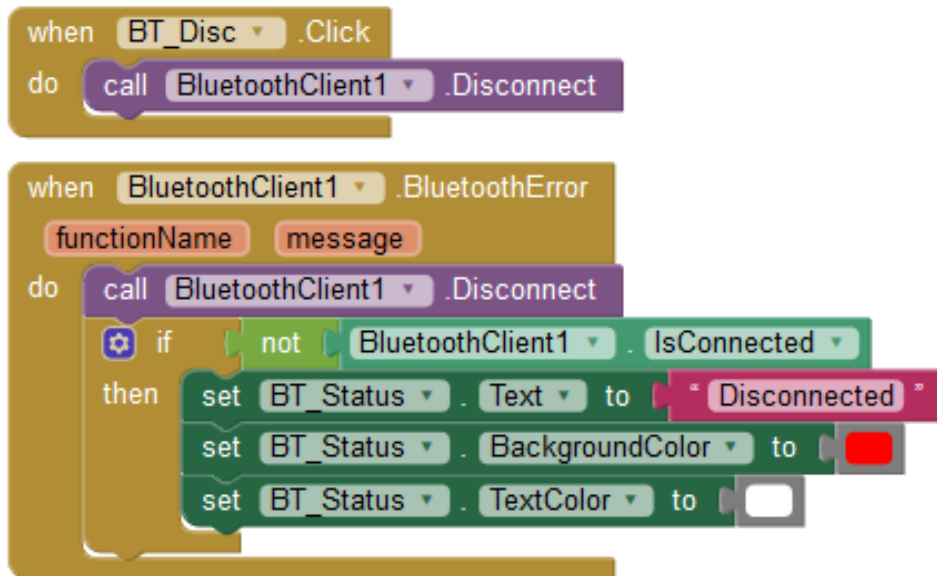 when BT_Disc .Click
do call BluetoothClient1 .Disconnect
when BluetoothClient1 .BluetoothError
functionName message
do call BluetoothClient1 .Disconnect
if not BluetoothClient1 . IsConnected
then set BT_Status . Text to “ Disconnected ”
set BT_Status . BackgroundColor to
set BT_Status . TextColor to